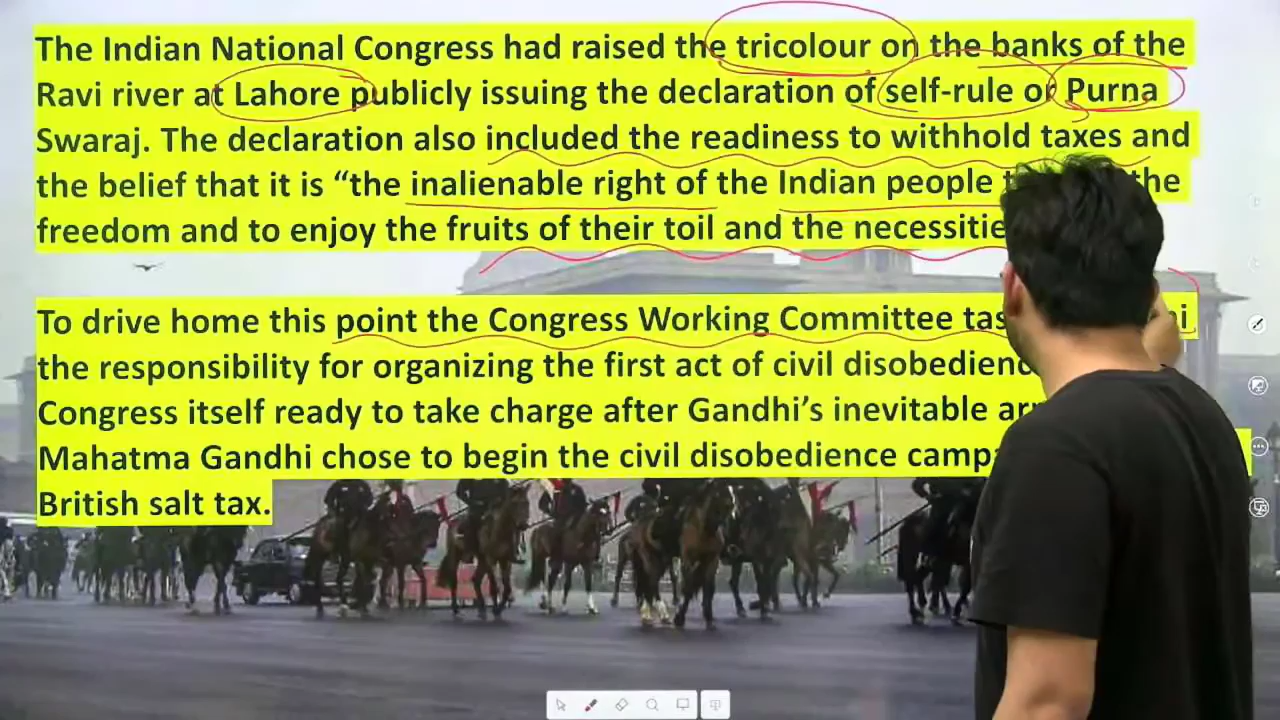 The Indian National Congress had raised the tricolour on the banks of the
Ravi river at Lahore publicly issuing the declaration of self-rule or Purna
Swaraj. The declaration also included the readiness to withhold taxes and
the belief that it is “the inalienable right of the Indian people the
freedom and to enjoy the fruits of their toil and the
To drive home this point the Congress Working Committee
the responsibility for organizing the first act of civil
Congress itself ready to take charge after Gandhi’s inevitable
Mahatma Gandhi chose to begin the civil disobedience
British salt tax.